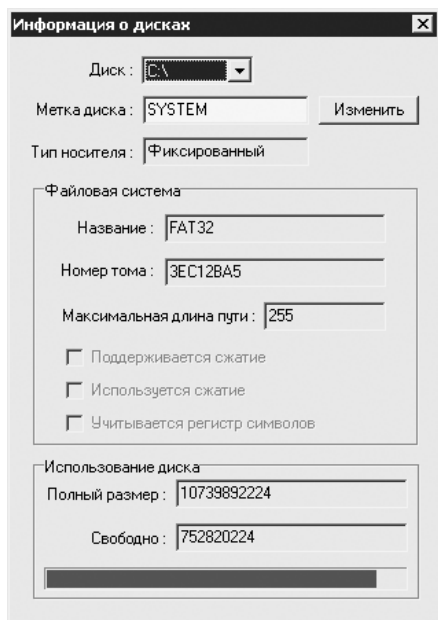 Информация о дисках
Диск : C:\
Метка диска : SYSTEM Изменить
Тип носителя : Фиксированный
Файловая система
Название : FAT32
Номер тома : 3EC12BA5
Максимальная длина пути : 255
Поддерживается сжатие
Используется сжатие
Учитывается регистр символов
Использование диска
Полный размер : 10739892224
Свободно : 752820224